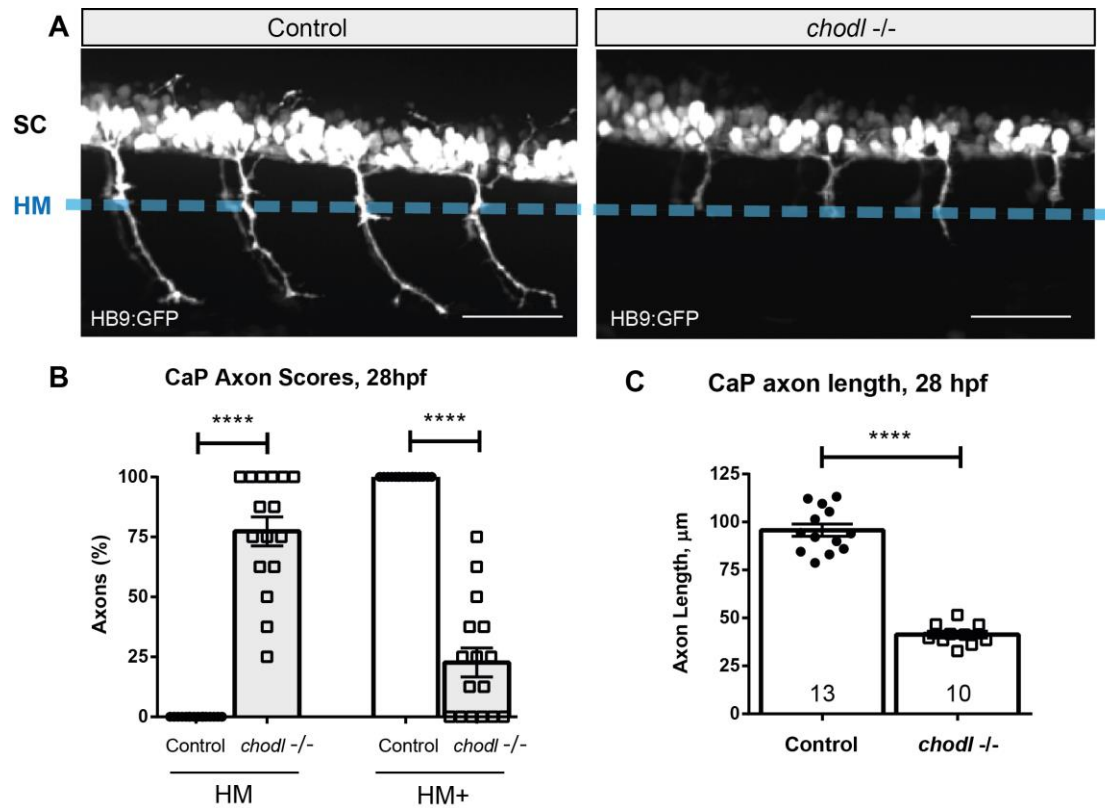 A
Control
chodl -/-
SC
HM
HB9:GFP
HB9:GFP
B
CaP Axon Scores, 28hpf
****
****
Axons (%)
100
75
50
25
0
Control
chodl -/-
Control
chodl -/-
HM
HM+
C
CaP axon length, 28 hpf
****
Axon Length, µm
125
100
75
50
25
0
13
10
Control
chodl -/-